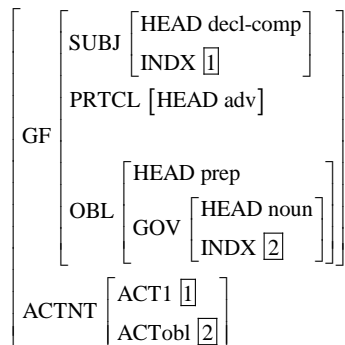 HEAD decl-comp
SUBJ
INDX 1
PRTCL [HEAD adv]
GF
HEAD prep
OBL
HEAD noun
GOV
INDX 2
ACT1 1
ACTNT
ACTobl 2